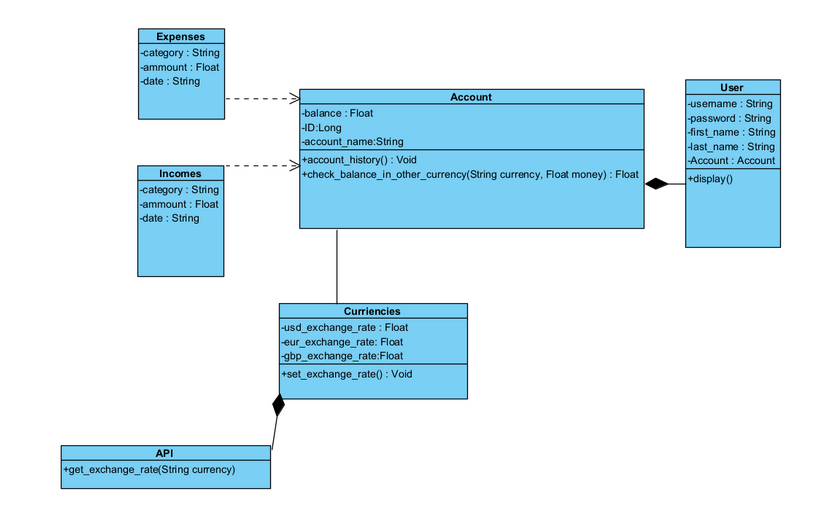 Expenses
-category : String
-ammount : Float
-date : String
Incomes
-category : String
-ammount : Float
-date : String
Account
-balance : Float
-ID:Long
-account_name:String
+account_history() : Void
+check_balance_in_other_currency(String currency, Float money) : Float
User
-username : String
-password : String
-first_name : String
-last_name : String
-Account : Account
+display()
Curriencies
-usd_exchange_rate : Float
-eur_exchange_rate: Float
-gbp_exchange_rate:Float
+set_exchange_rate() : Void
API
+get_exchange_rate(String currency)